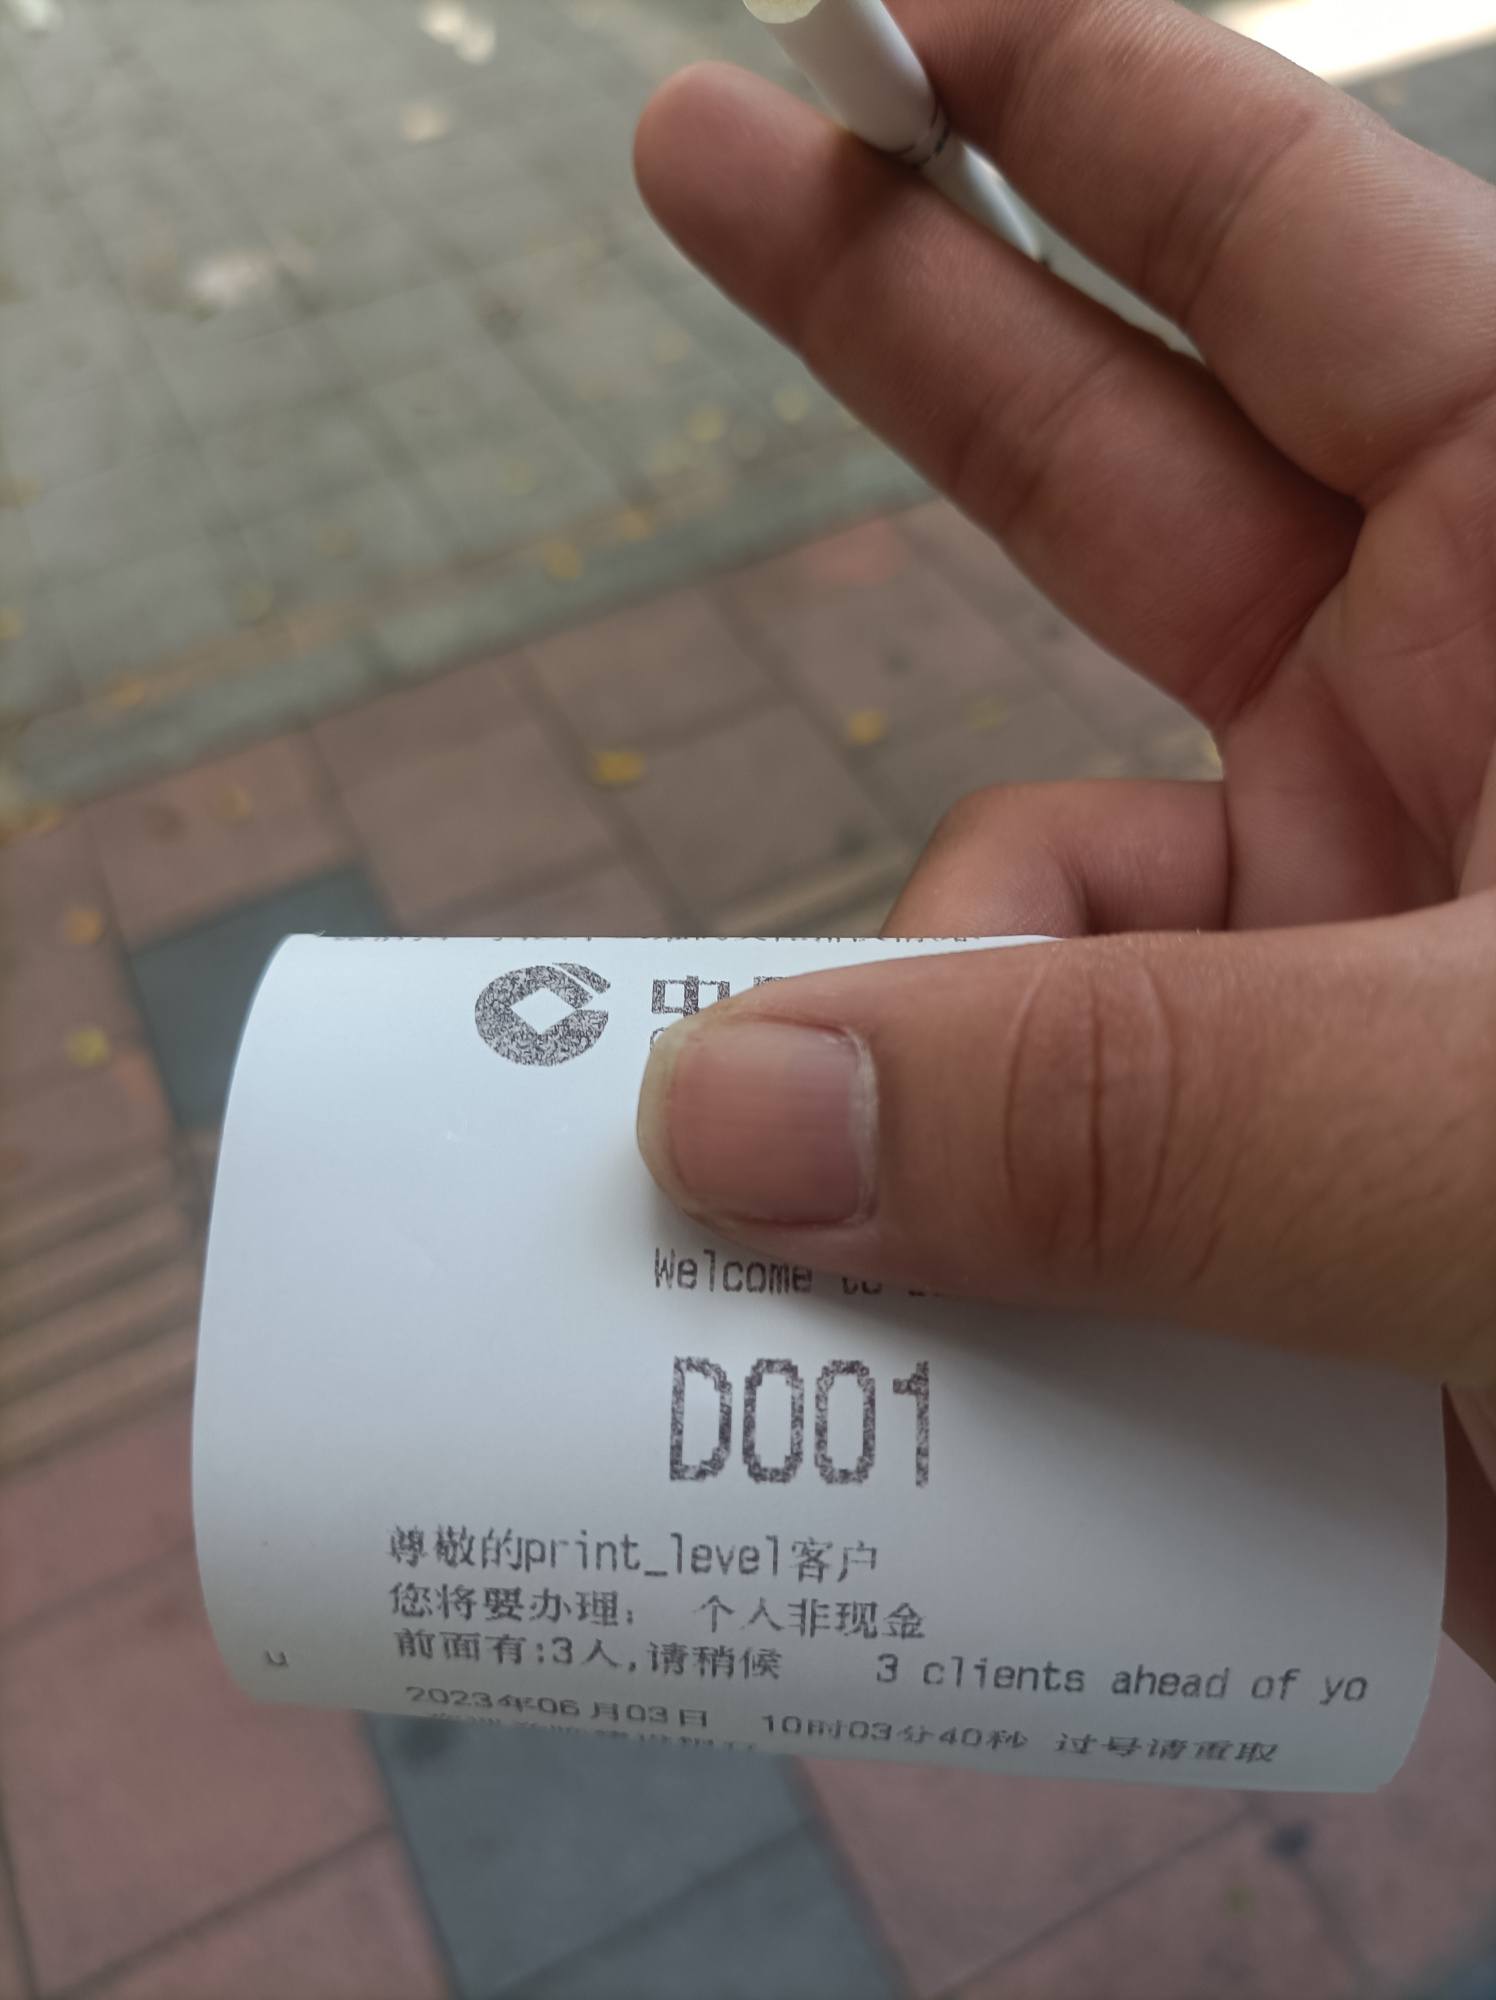 中
Welcome to
D001
尊敬的print_level客户
您将要办理: 个人非现金
前面有:3人,请稍候 3 clients ahead of yo
u
2023年06月03日 10时03分40秒 过号请重取